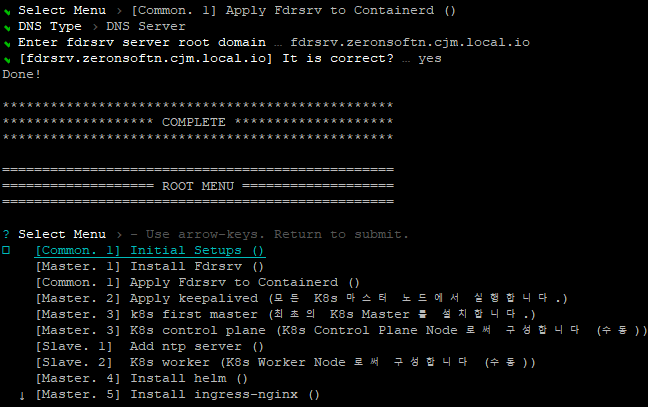 ✔ Select Menu › [Common. 1] Apply Fdrsrv to Containerd ()
✔ DNS Type › DNS Server
✔ Enter fdrsrv server root domain … fdrsrv.zeronsoftn.cjm.local.io
✔ [fdrsrv.zeronsoftn.cjm.local.io] It is correct? … yes
Done!
*************************************************
******************* COMPLETE ********************
*************************************************
=================================================
=================== ROOT MENU ===================
=================================================
? Select Menu › - Use arrow-keys. Return to submit.
[Common. 1] Initial Setups ()
[Master. 1] Install Fdrsrv ()
[Common. 1] Apply Fdrsrv to Containerd ()
[Master. 2] Apply keepalived (모든 K8s 마스터 노드에서 실행합니다.)
[Master. 3] k8s first master (최초의 K8s Master 를 설치합니다.)
[Master. 3] K8s control plane (K8s Control Plane Node 로써 구성합니다 (수동))
[Slave. 1] Add ntp server ()
[Slave. 2] K8s worker (K8s Worker Node 로써 구성합니다 (수동))
[Master. 4] Install helm ()
↓ [Master. 5] Install ingress-nginx ()